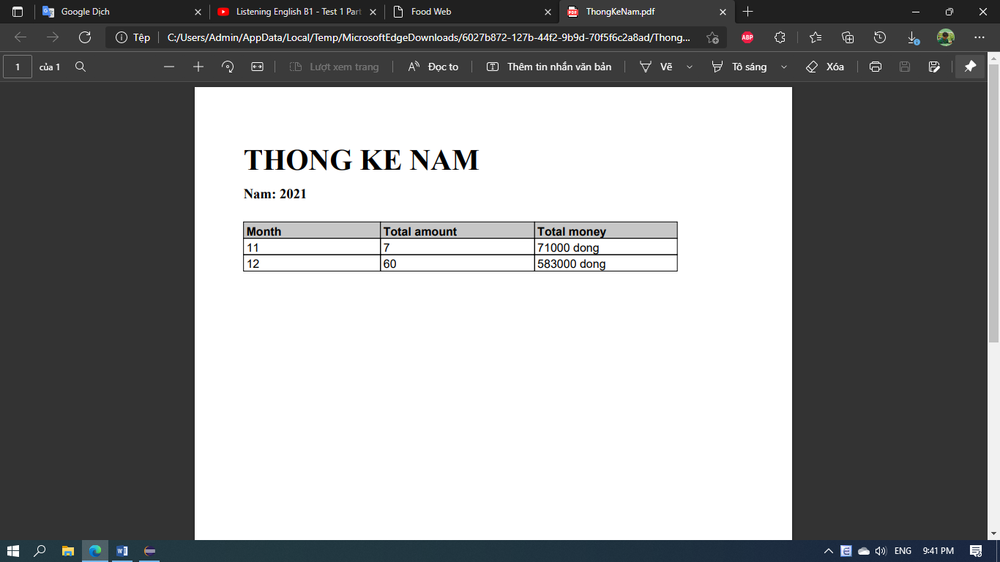 Google Dịch
Listening English B1 - Test 1 Part
Food Web
ThongKeNam.pdf
Tệp
C:/Users/Admin/AppData/Local/Temp/MicrosoftEdgeDownloads/6027b872-127b-44f2-9b9d-70f5f6c2a8ad/Thong...
ABP
1 của 1
Lượt xem trang
Đọc to
Thêm tin nhắn văn bản
Vẽ
Tô sáng
Xóa
THONG KE NAM
Nam: 2021
Month Total amount Total money
11 7 71000 dong
12 60 583000 dong
ENG 9:41 PM